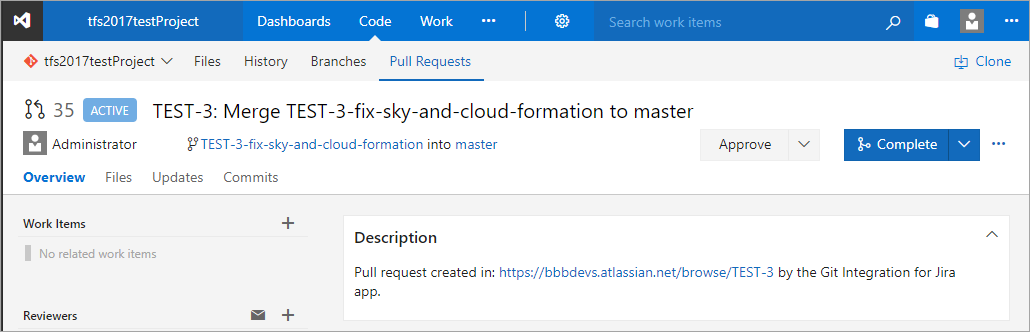 tfs2017testProject Dashboards Code Work Search work items
tfs2017testProject Files History Branches Pull Requests Clone
35 ACTIVE TEST-3: Merge TEST-3-fix-sky-and-cloud-formation to master
Administrator TEST-3-fix-sky-and-cloud-formation into master Approve Complete
Overview Files Updates Commits
Work Items
No related work items
Reviewers
Description
Pull request created in: https://bbbdevs.atlassian.net/browse/TEST-3 by the Git Integration for Jira
app.